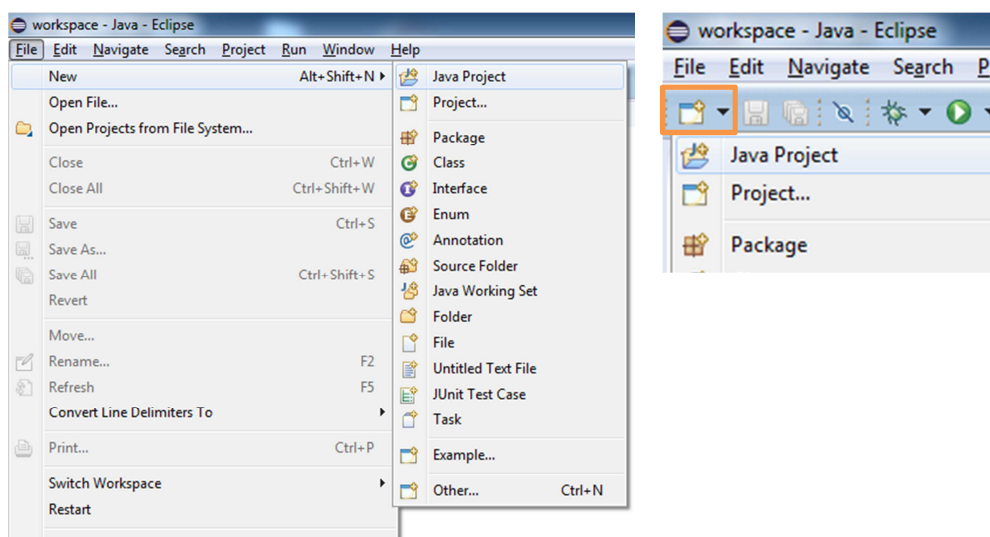 workspace - Java - Eclipse
File Edit Navigate Search Project Run Window Help
New Alt+Shift+N
Open File...
Open Projects from File System...
Close Ctrl+W
Close All Ctrl+Shift+W
Save Ctrl+S
Save As...
Save All Ctrl+Shift+S
Revert
Move...
Rename... F2
Refresh F5
Convert Line Delimiters To
Print... Ctrl+P
Switch Workspace
Restart
Java Project
Project...
Package
Class
Interface
Enum
Annotation
Source Folder
Java Working Set
Folder
File
Untitled Text File
JUnit Test Case
Task
Example...
Other... Ctrl+N
workspace - Java - Eclipse
File Edit Navigate Search P
Java Project
Project...
Package